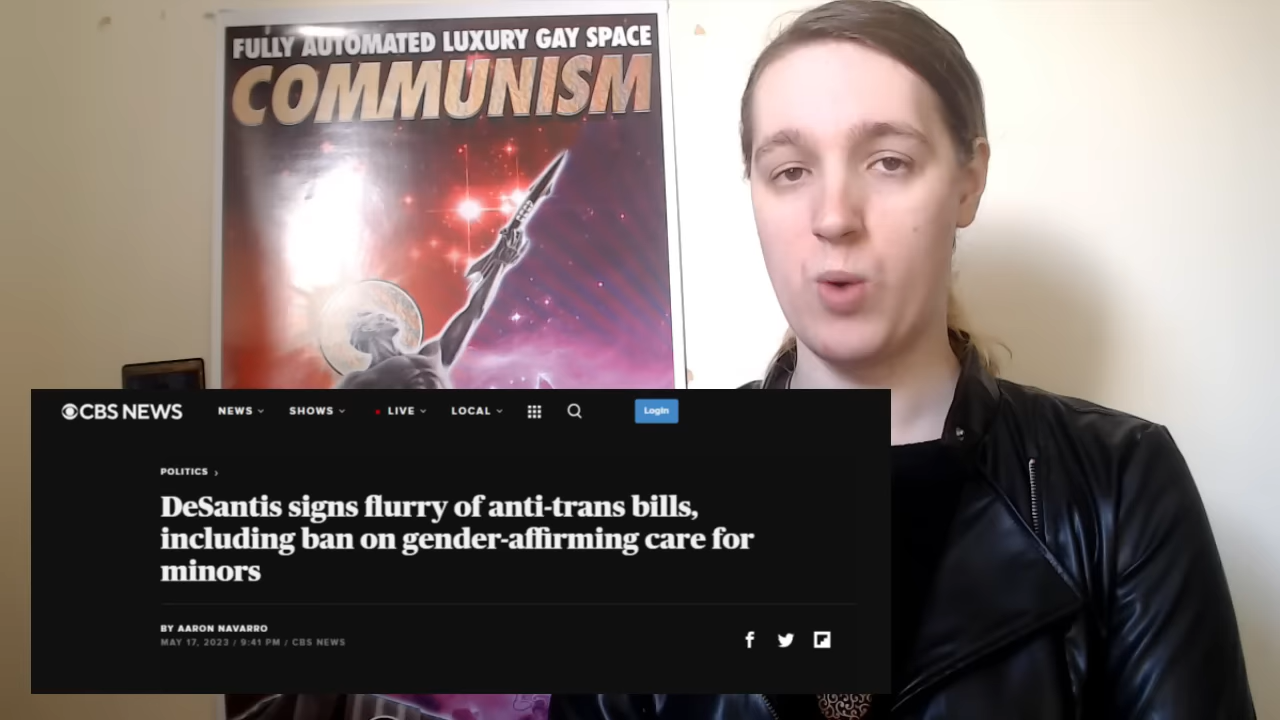 FULLY AUTOMATED LUXURY GAY SPACE
COMMUNISM
CBS NEWS NEWS SHOWS LIVE LOCAL Login
POLITICS
DeSantis signs flurry of anti-trans bills,
including ban on gender-affirming care for
minors
BY AARON NAVARRO
MAY 17, 2023 / 9:41 PM / CBS NEWS